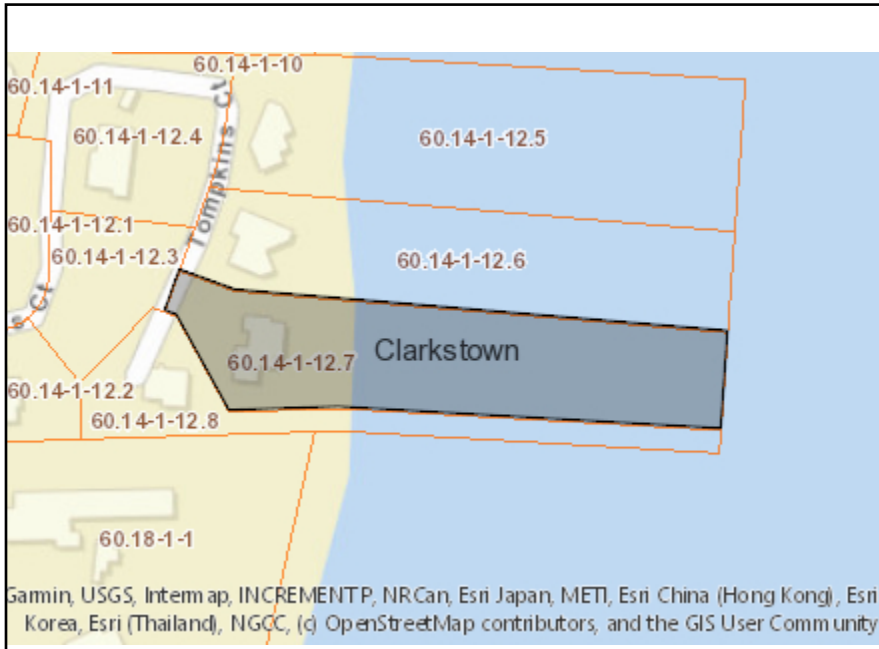 60.14-1-10
60.14-1-11
60.14-1-12.4
60.14-1-12.5
Tompkins Ct
60.14-1-12.1
60.14-1-12.3
60.14-1-12.6
s Ct
60.14-1-12.7
Clarkstown
60.14-1-12.2
60.14-1-12.8
60.18-1-1
Garmin, USGS, Intermap, INCREMENT P, NRCan, Esri Japan, METI, Esri China (Hong Kong), Esri
Korea, Esri (Thailand), NGCC, (c) OpenStreetMap contributors, and the GIS User Community